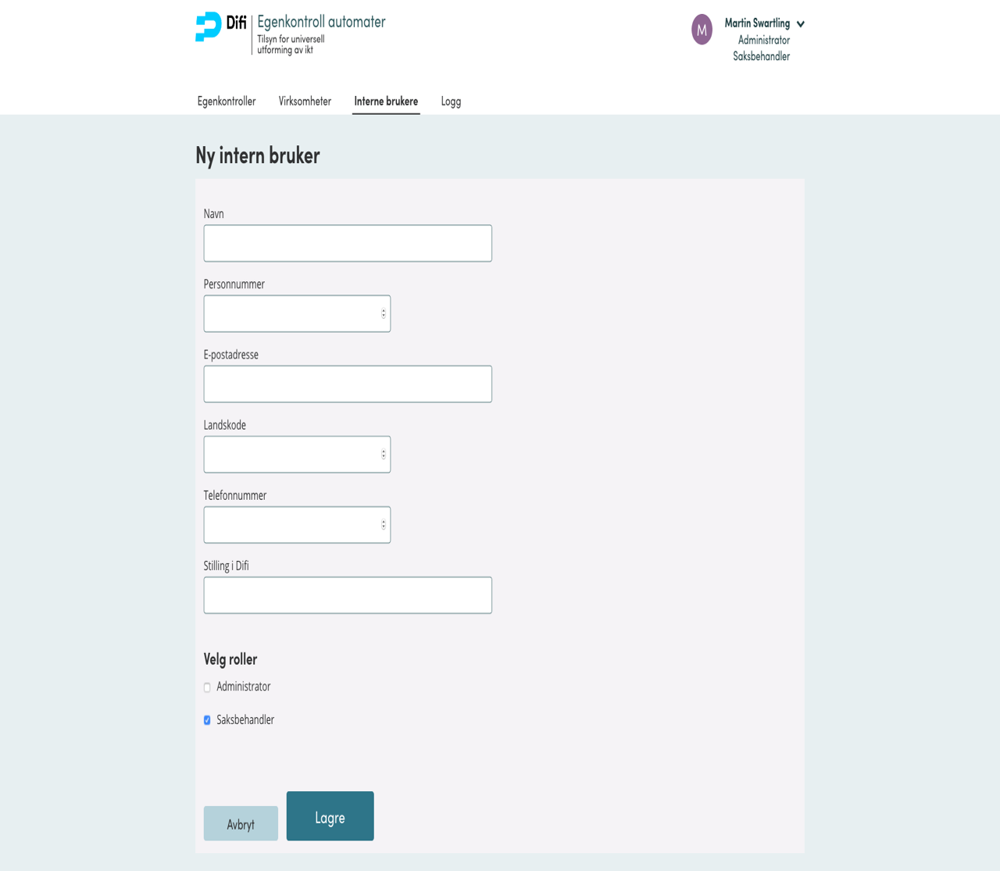 Difi
Egenkontroll automater
Tilsyn for universell
utforming av ikt
M
Martin Swartling
Administrator
Saksbehandler
Egenkontroller
Virksomheter
Interne brukere
Logg
Ny intern bruker
Navn
Personnummer
E-postadresse
Landskode
Telefonnummer
Stilling i Difi
Velg roller
Administrator
Saksbehandler
Avbryt
Lagre